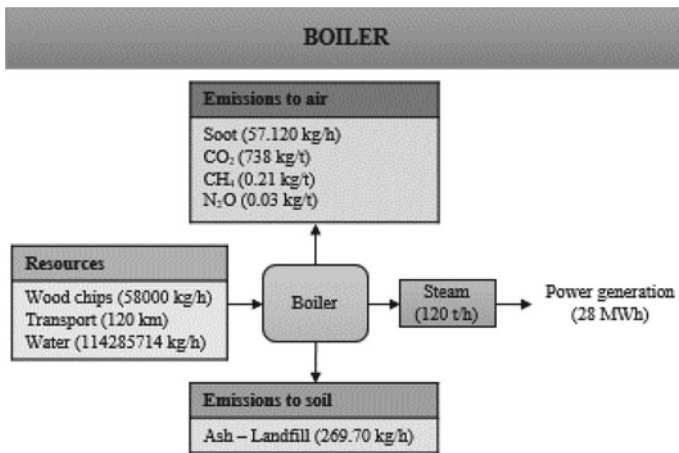 BOILER
Emissions to air
Soot (57.120 kg/h)
CO₂ (738 kg/t)
CH₄ (0.21 kg/t)
N₂O (0.03 kg/t)
Resources
Wood chips (58000 kg/h)
Transport (120 km)
Water (114285714 kg/h)
Boiler
Steam
(120 t/h)
Power generation
(28 MWh)
Emissions to soil
Ash – Landfill (269.70 kg/h)